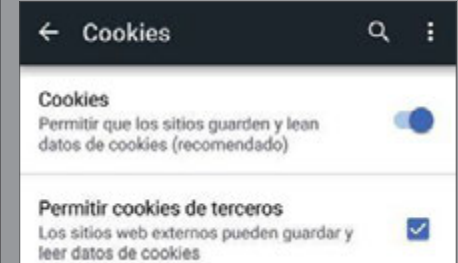 Cookies
Cookies
Permitir que los sitios guarden y lean
datos de cookies (recomendado)
Permitir cookies de terceros
Los sitios web externos pueden guardar y
leer datos de cookies